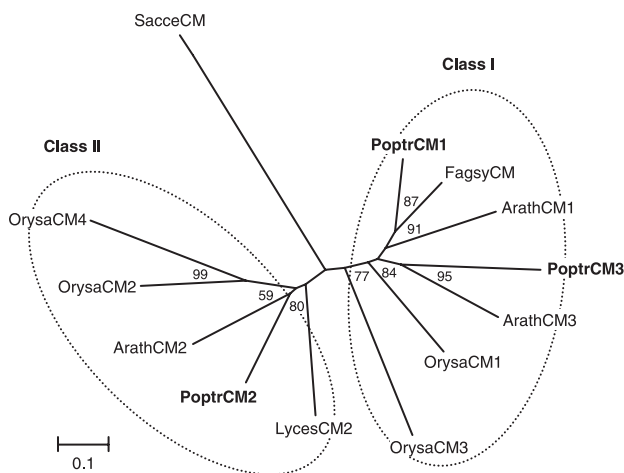 SacceCM
Class I
Class II
PoptrCM1
FagsyCM
ArathCM1
PoptrCM3
ArathCM3
OrysaCM1
OrysaCM3
OrysaCM4
OrysaCM2
ArathCM2
PoptrCM2
LycesCM2
87
91
95
84
77
99
59
80
0.1